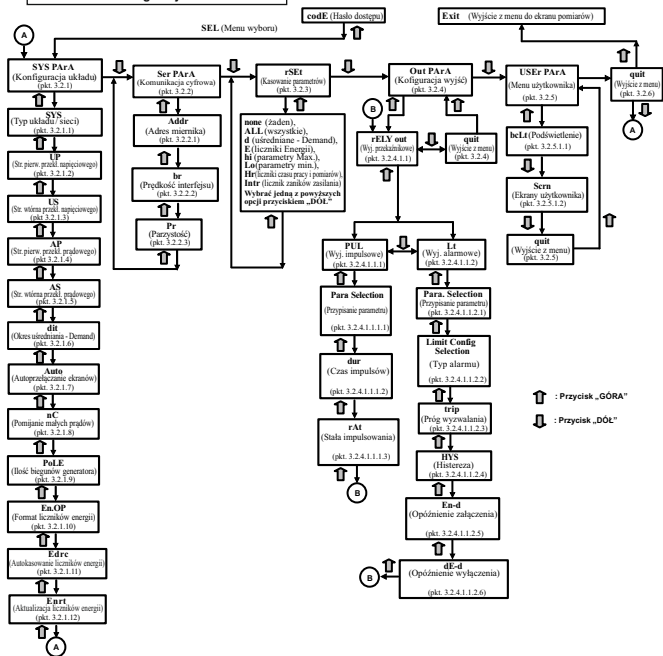 codE (Hasło dostępu)
Exit (Wyjście z menu do ekranu pomiarów)
SEL (Menu wyboru)
A
SYS PArA
(Konfiguracja układu)
(pkt. 3.2.1)
Ser PArA
(Komunikacja cyfrowa)
(pkt. 3.2.2)
rSEt
(Kasowanie parametrów)
(pkt. 3.2.3)
Out PArA
(Kofiguracja wyjść)
(pkt. 3.2.4)
USEr PArA
(Menu użytkownika)
(pkt. 3.2.5)
quit
(Wyjście z menu)
(pkt. 3.2.6)
A
SYS
(Typ układu / sieci)
(pkt. 3.2.1.1)
UP
(Str. pierw. przekł. napięciowego)
(pkt. 3.2.1.2)
US
(Str. wtórna przekł. napięciowego)
(pkt. 3.2.1.3)
AP
(Str. pierw. przekł. prądowego)
(pkt. 3.2.1.4)
AS
(Str. wtórna przekł. prądowego)
(pkt. 3.2.1.5)
dit
(Okres uśredniania - Demand)
(pkt. 3.2.1.6)
Auto
(Autoprzełączanie ekranów)
(pkt. 3.2.1.7)
nC
(Pomijanie małych prądów)
(pkt. 3.2.1.8)
PoLE
(Ilość biegunów generatora)
(pkt. 3.2.1.9)
En.OP
(Format liczników energii)
(pkt. 3.2.1.10)
Edrc
(Autokasowanie liczników energii)
(pkt. 3.2.1.11)
Enrt
(Aktualizacja liczników energii)
(pkt. 3.2.1.12)
A
Addr
(Adres miernika)
(pkt. 3.2.2.1)
br
(Prędkość interfejsu)
(pkt. 3.2.2.2)
Pr
(Parzystość)
(pkt. 3.2.2.3)
none (żaden),
ALL (wszystkie),
d (uśredniane - Demand),
E (liczniki Energii),
hi (parametry Max.),
Lo (parametry min.),
Hr (liczniki czasu pracy i pomiarów),
Intr (licznik zaników zasilania)
Wybrać jedną z powyższych
opcji przyciskiem „DÓŁ"
B
rELY out
(Wyj. przekaźnikowe)
(pkt. 3.2.4.1.1)
quit
(Wyjście z menu)
(pkt. 3.2.4)
PUL
(Wyj. impulsowe)
(pkt. 3.2.4.1.1.1)
Para Selection
(Przypisanie parametru)
(pkt. 3.2.4.1.1.1.1)
dur
(Czas impulsów)
(pkt. 3.2.4.1.1.1.2)
rAt
(Stała impulsowania)
(pkt. 3.2.4.1.1.1.3)
B
Lt
(Wyj. alarmowe)
(pkt. 3.2.4.1.1.2)
Para. Selection
(Przypisanie parametru)
(pkt. 3.2.4.1.1.2.1)
Limit Config
Selection
(Typ alarmu)
(pkt. 3.2.4.1.1.2.2)
trip
(Próg wyzwalania)
(pkt. 3.2.4.1.1.2.3)
HYS
(Histereza)
(pkt. 3.2.4.1.1.2.4)
En-d
(Opóźnienie załączenia)
(pkt. 3.2.4.1.1.2.5)
dE-d
(Opóźnienie wyłączenia)
(pkt. 3.2.4.1.1.2.6)
B
bcLt (Podświetlenie)
(pkt. 3.2.5.1.1)
Scrn
(Ekrany użytkownika)
(pkt. 3.2.5.1.2)
quit
(Wyjście z menu)
(pkt. 3.2.5)
: Przycisk „GÓRA"
: Przycisk „DÓŁ"